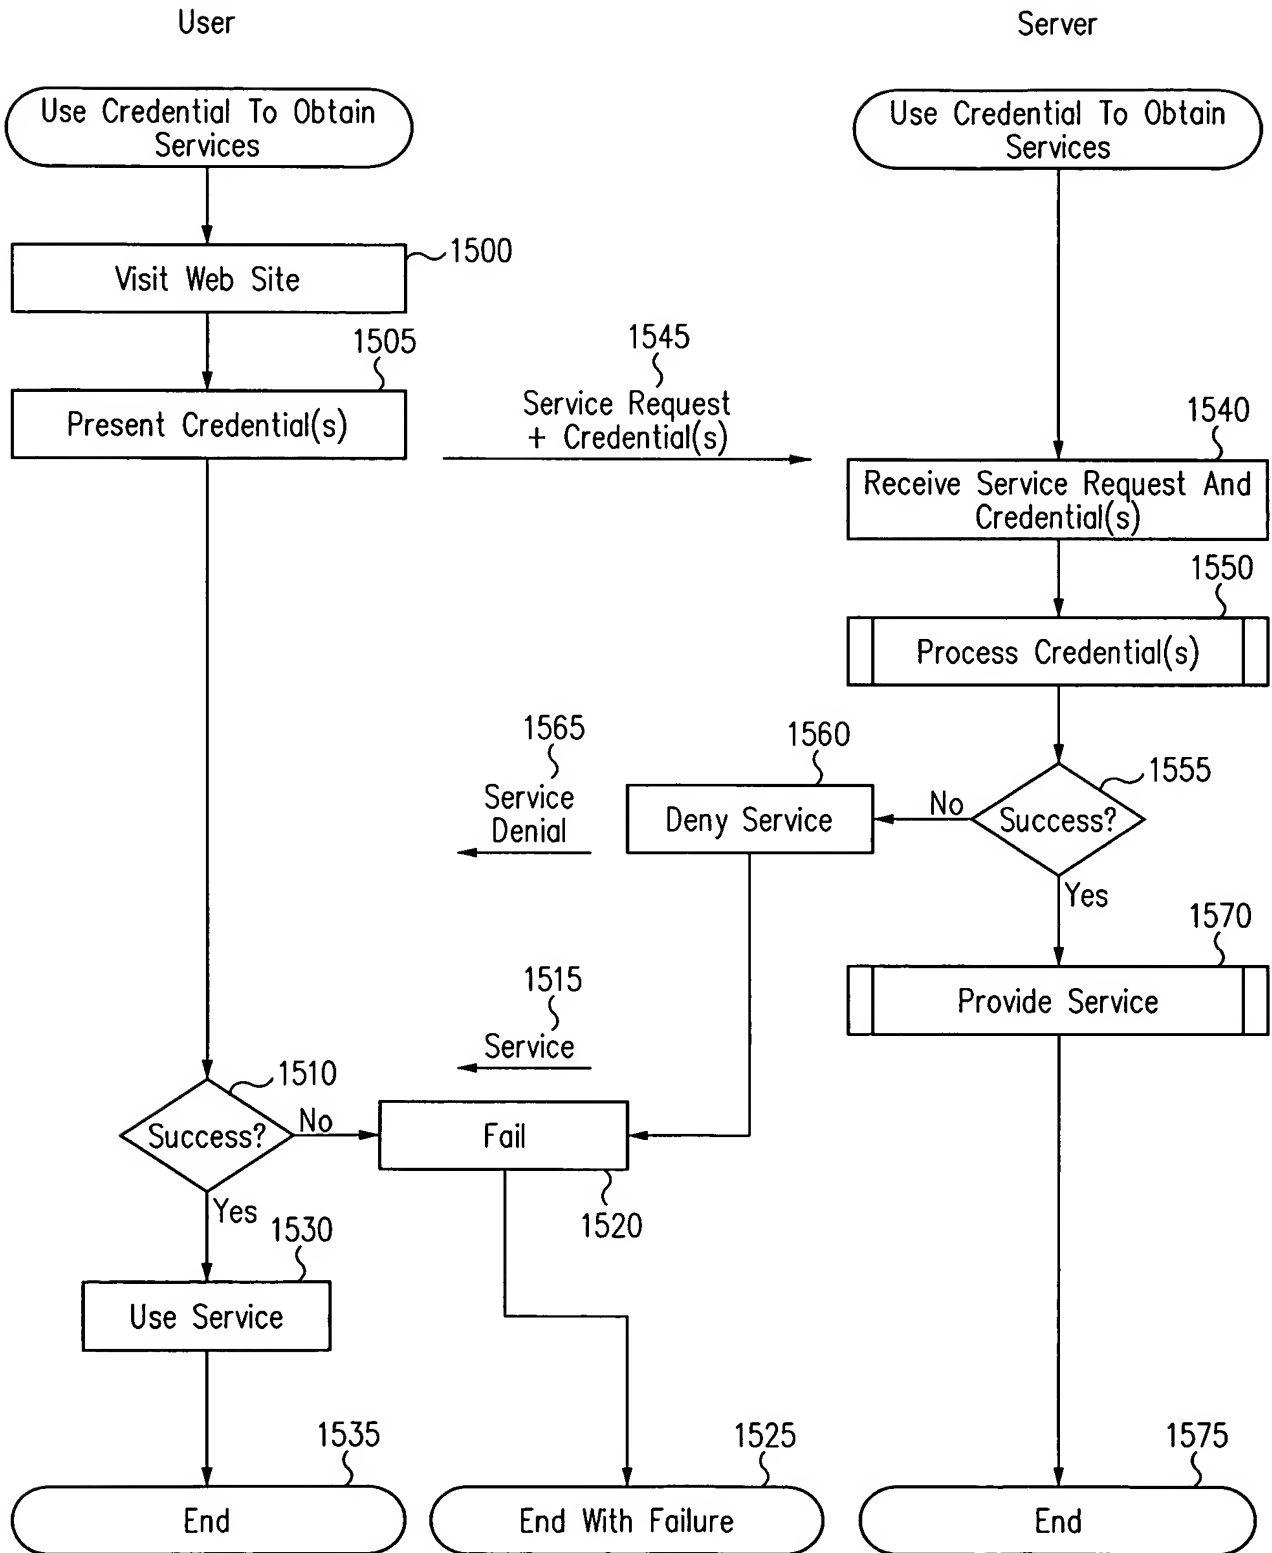 User
Server
Use Credential To Obtain
Services
Use Credential To Obtain
Services
1500
Visit Web Site
1505
1545
Present Credential(s)
Service Request
+ Credential(s)
1540
Receive Service Request And
Credential(s)
1550
Process Credential(s)
1565
1560
1555
Service
Denial
Deny Service
No
Success?
Yes
1570
1515
Provide Service
Service
1510
Success?
No
Fail
Yes
1520
1530
Use Service
1535
1525
1575
End
End With Failure
End